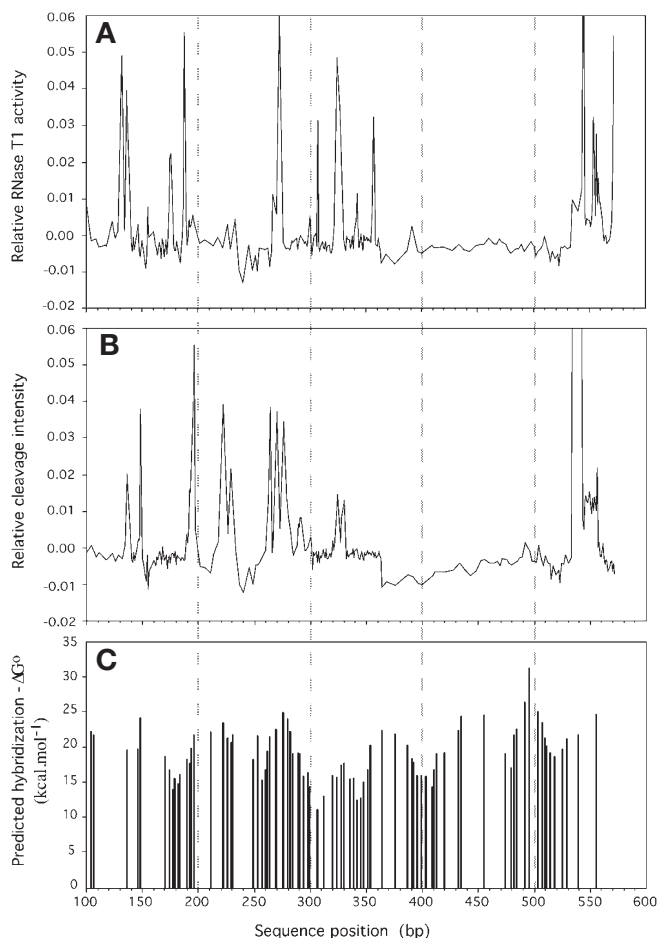 A
0.06
0.05
0.04
0.03
0.02
0.01
0.00
-0.01
-0.02
Relative RNase T1 activity
B
0.06
0.05
0.04
0.03
0.02
0.01
0.00
-0.01
-0.02
Relative cleavage intensity
C
35
30
25
20
15
10
5
0
Predicted hybridization - ΔG°
(kcal.mol⁻¹)
100 150 200 250 300 350 400 450 500 550 600
Sequence position (bp)